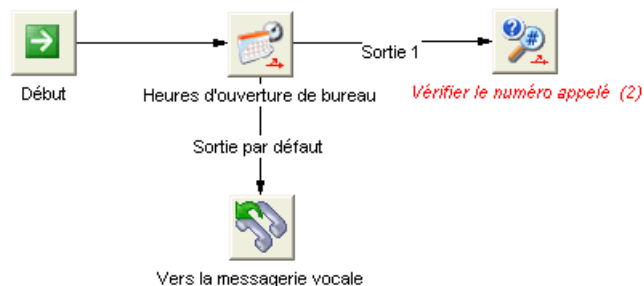 Sortie 1
Début
Heures d'ouverture de bureau
Vérifier le numéro appelé (2)
Sortie par défaut
Vers la messagerie vocale